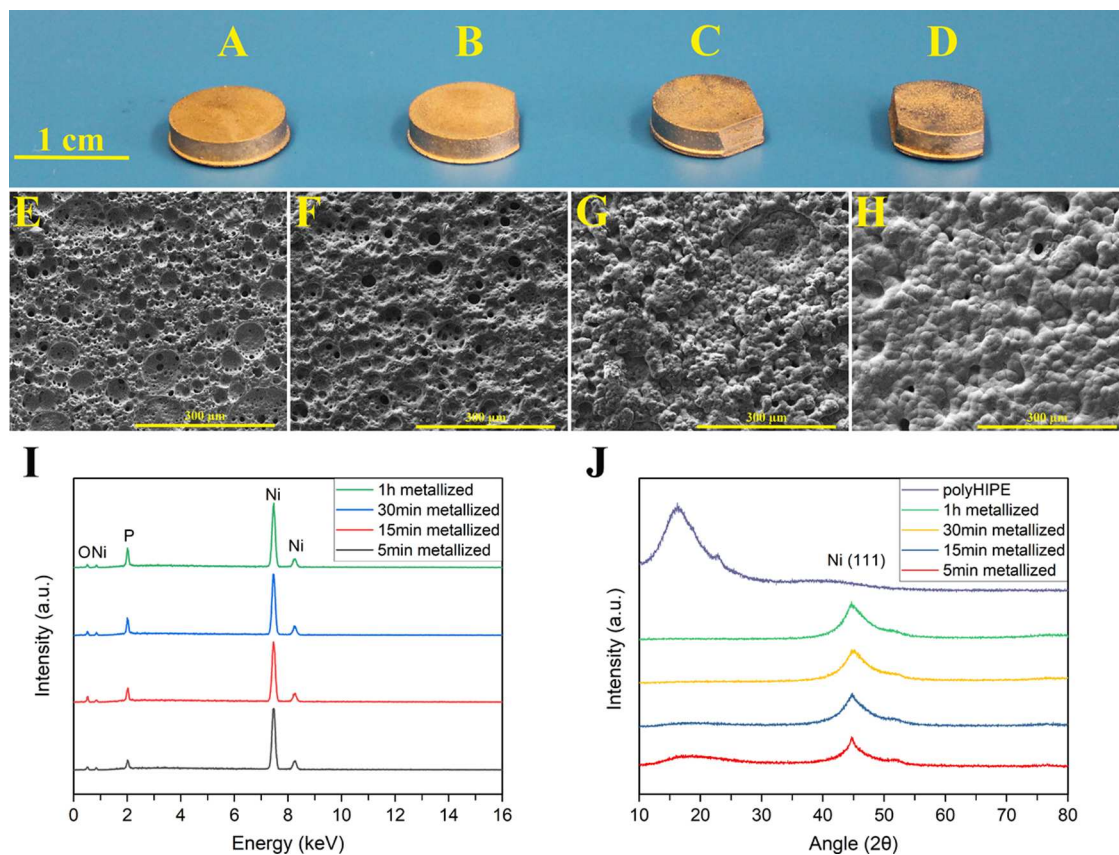 A B C D
1 cm
E F G H
300 µm 300 µm 300 µm 300 µm
I
1h metallized
30min metallized
15min metallized
5min metallized
Ni
P
Ni
ONi
Intensity (a.u.)
0 2 4 6 8 10 12 14 16
Energy (keV)
J
polyHIPE
1h metallized
30min metallized
15min metallized
5min metallized
Ni (111)
Intensity (a.u.)
10 20 30 40 50 60 70 80
Angle (2θ)